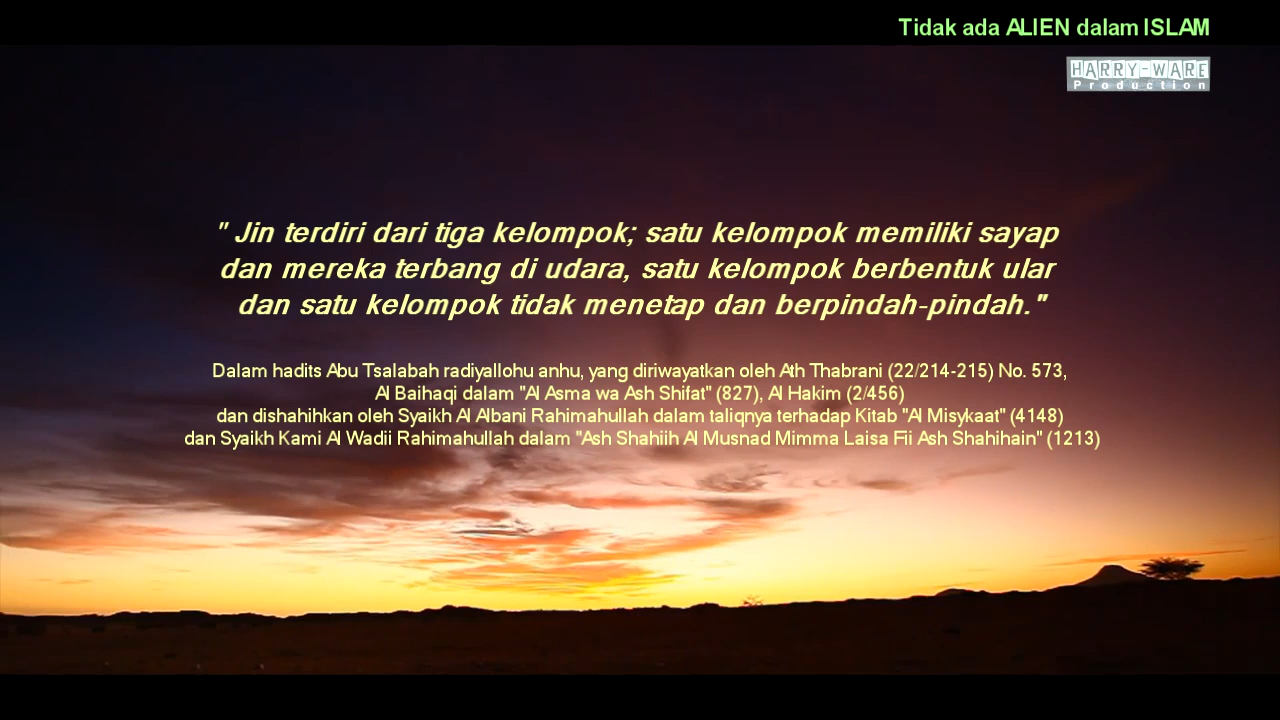 Tidak ada ALIEN dalam ISLAM
HARRY-WARE
Production
" Jin terdiri dari tiga kelompok; satu kelompok memiliki sayap
dan mereka terbang di udara, satu kelompok berbentuk ular
dan satu kelompok tidak menetap dan berpindah-pindah."
Dalam hadits Abu Tsalabah radiyallohu anhu, yang diriwayatkan oleh Ath Thabrani (22/214-215) No. 573,
Al Baihaqi dalam "Al Asma wa Ash Shifat" (827), Al Hakim (2/456)
dan dishahihkan oleh Syaikh Al Albani Rahimahullah dalam taliqnya terhadap Kitab "Al Misykaat" (4148)
dan Syaikh Kami Al Wadii Rahimahullah dalam "Ash Shahiih Al Musnad Mimma Laisa Fii Ash Shahihain" (1213)